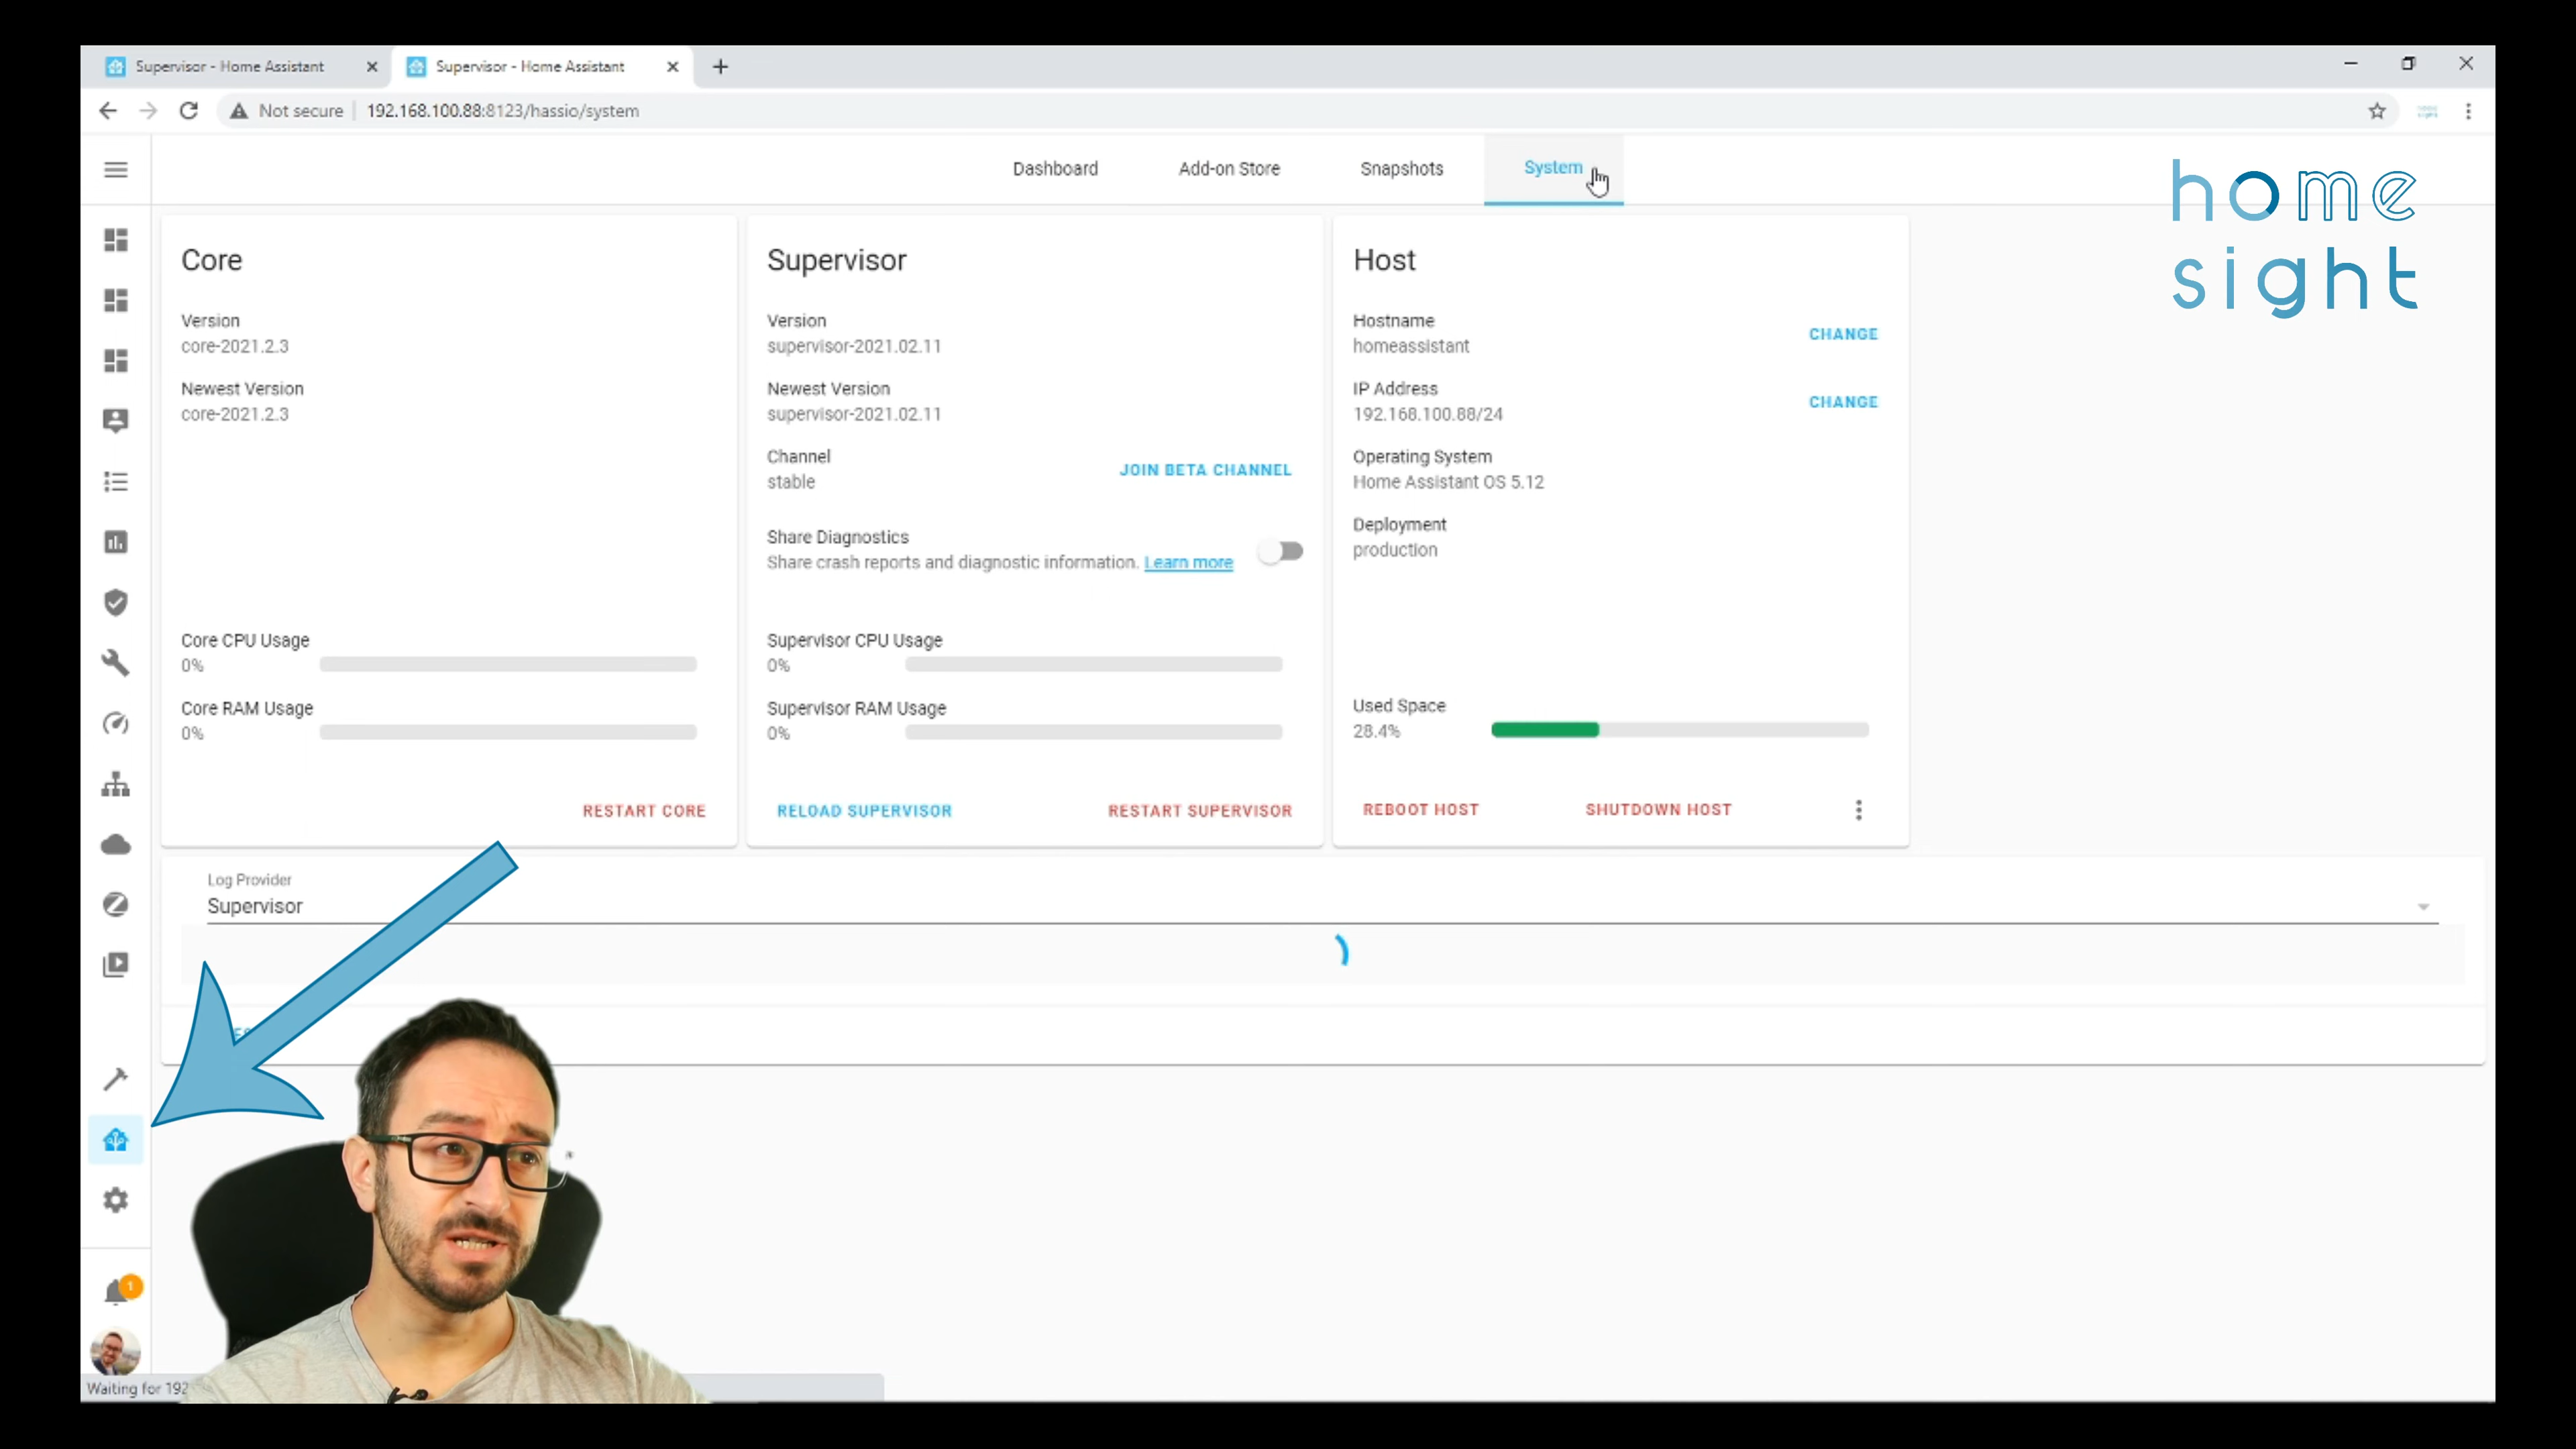 Supervisor - Home Assistant
Supervisor - Home Assistant
Not secure
192.168.100.88:8123/hassio/system
Dashboard
Add-on Store
Snapshots
System
home
sight
Core
Version
core-2021.2.3
Newest Version
core-2021.2.3
Core CPU Usage
0%
Core RAM Usage
0%
RESTART CORE
Supervisor
Version
supervisor-2021.02.11
Newest Version
supervisor-2021.02.11
Channel
stable
JOIN BETA CHANNEL
Share Diagnostics
Share crash reports and diagnostic information. Learn more
Supervisor CPU Usage
0%
Supervisor RAM Usage
0%
RELOAD SUPERVISOR
RESTART SUPERVISOR
Host
Hostname
homeassistant
CHANGE
IP Address
192.168.100.88/24
CHANGE
Operating System
Home Assistant OS 5.12
Deployment
production
Used Space
28.4%
REBOOT HOST
SHUTDOWN HOST
Log Provider
Supervisor
1
Waiting for 192